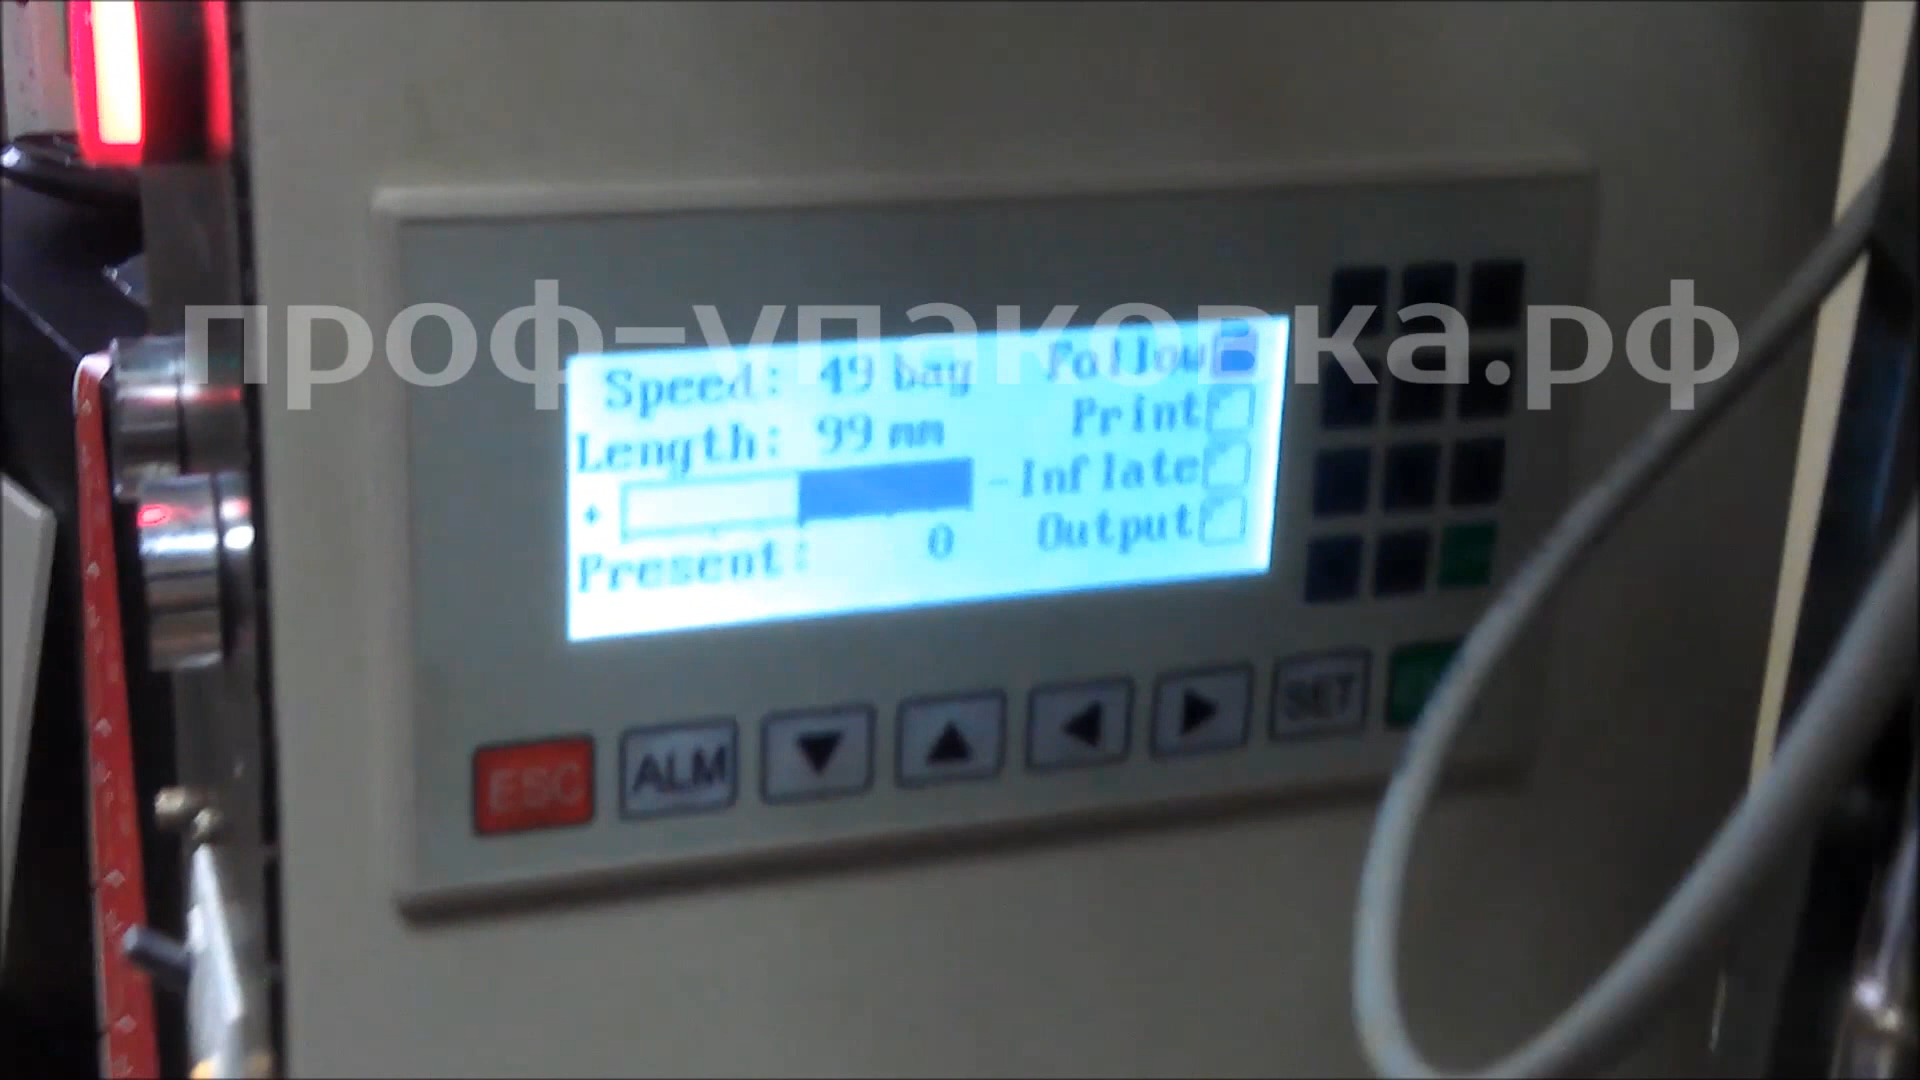 проф-упаковка.рф
Speed: 49 bag Follow
Length: 99 mm Print
+ - Inflate
Present: 0 Output
ESC ALM SET